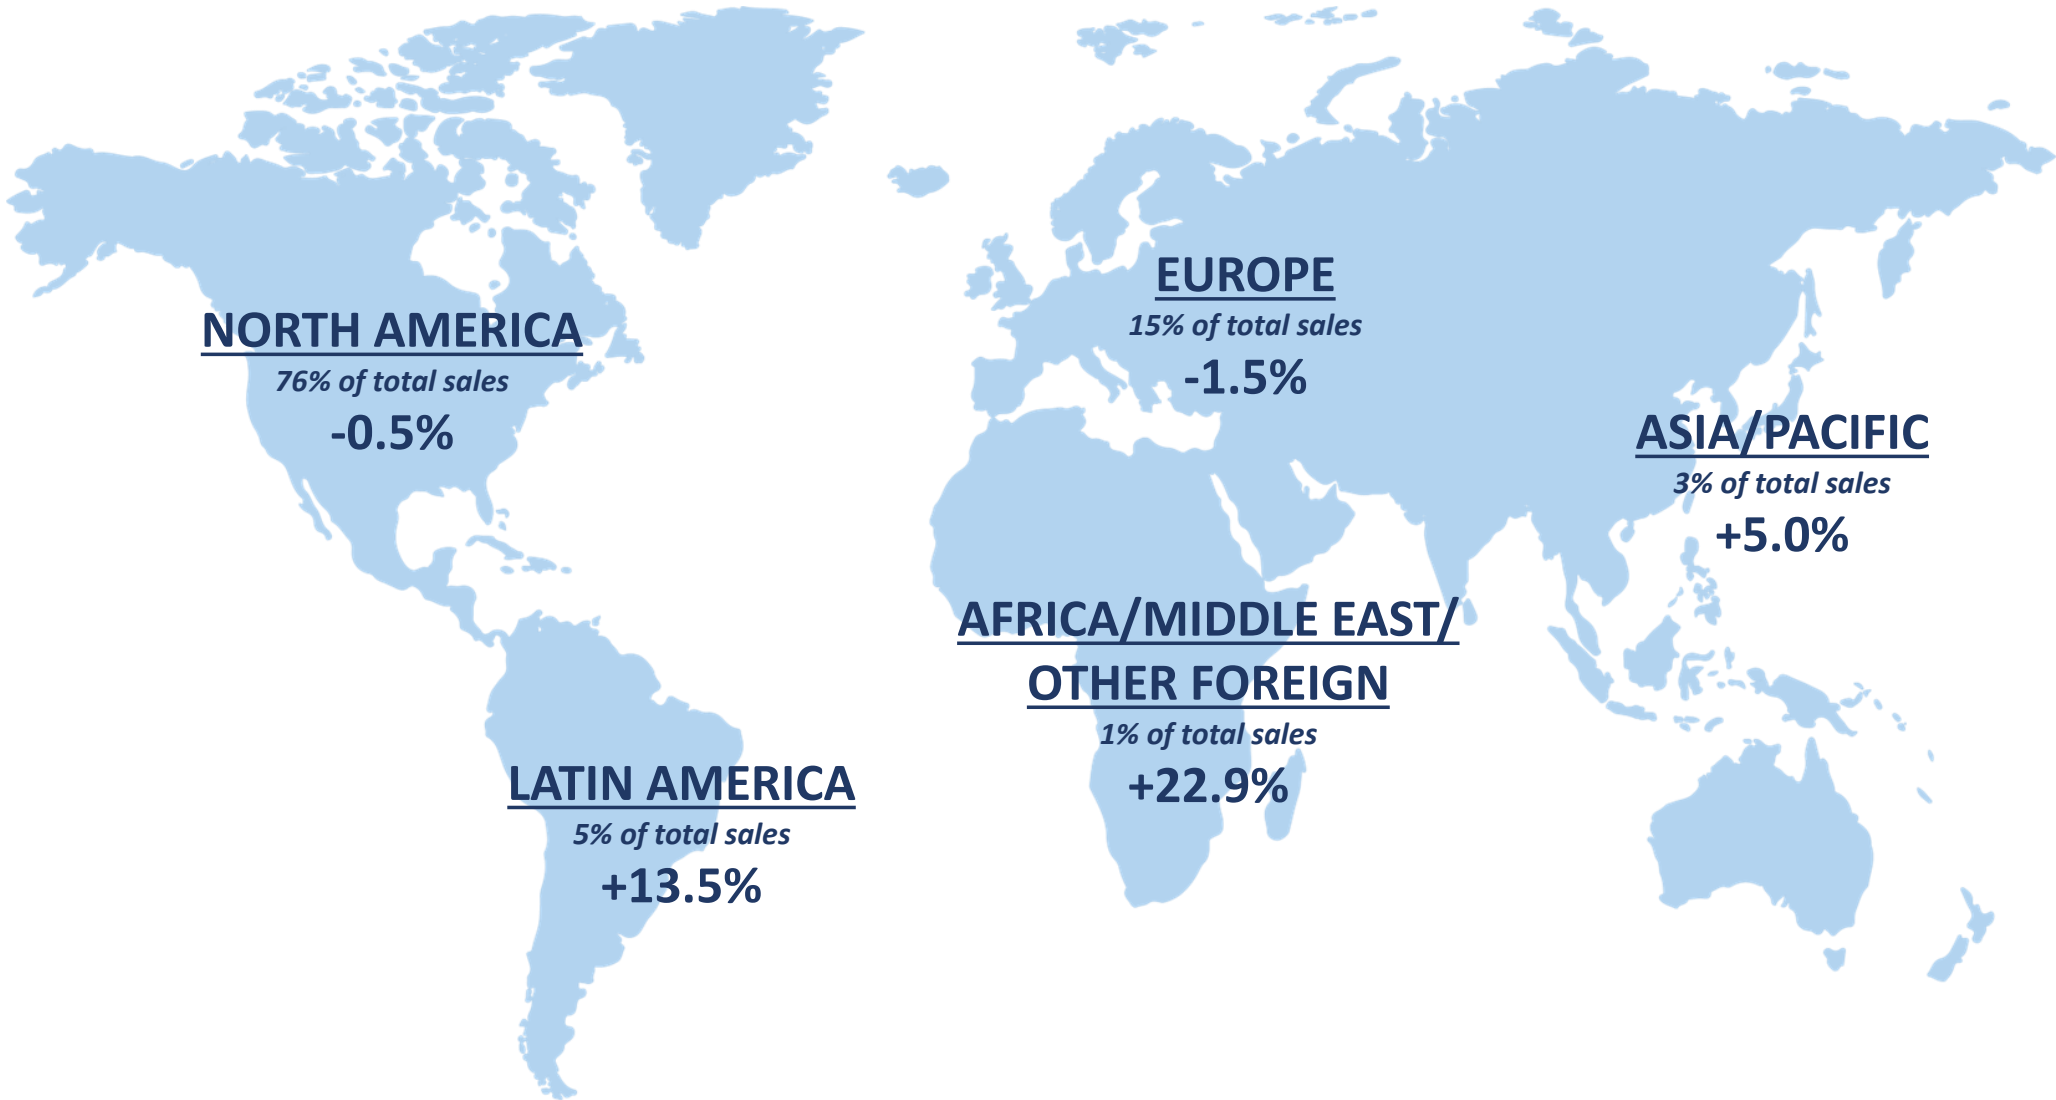 NORTH AMERICA
76% of total sales
-0.5%
EUROPE
15% of total sales
-1.5%
ASIA/PACIFIC
3% of total sales
+5.0%
AFRICA/MIDDLE EAST/
OTHER FOREIGN
1% of total sales
+22.9%
LATIN AMERICA
5% of total sales
+13.5%